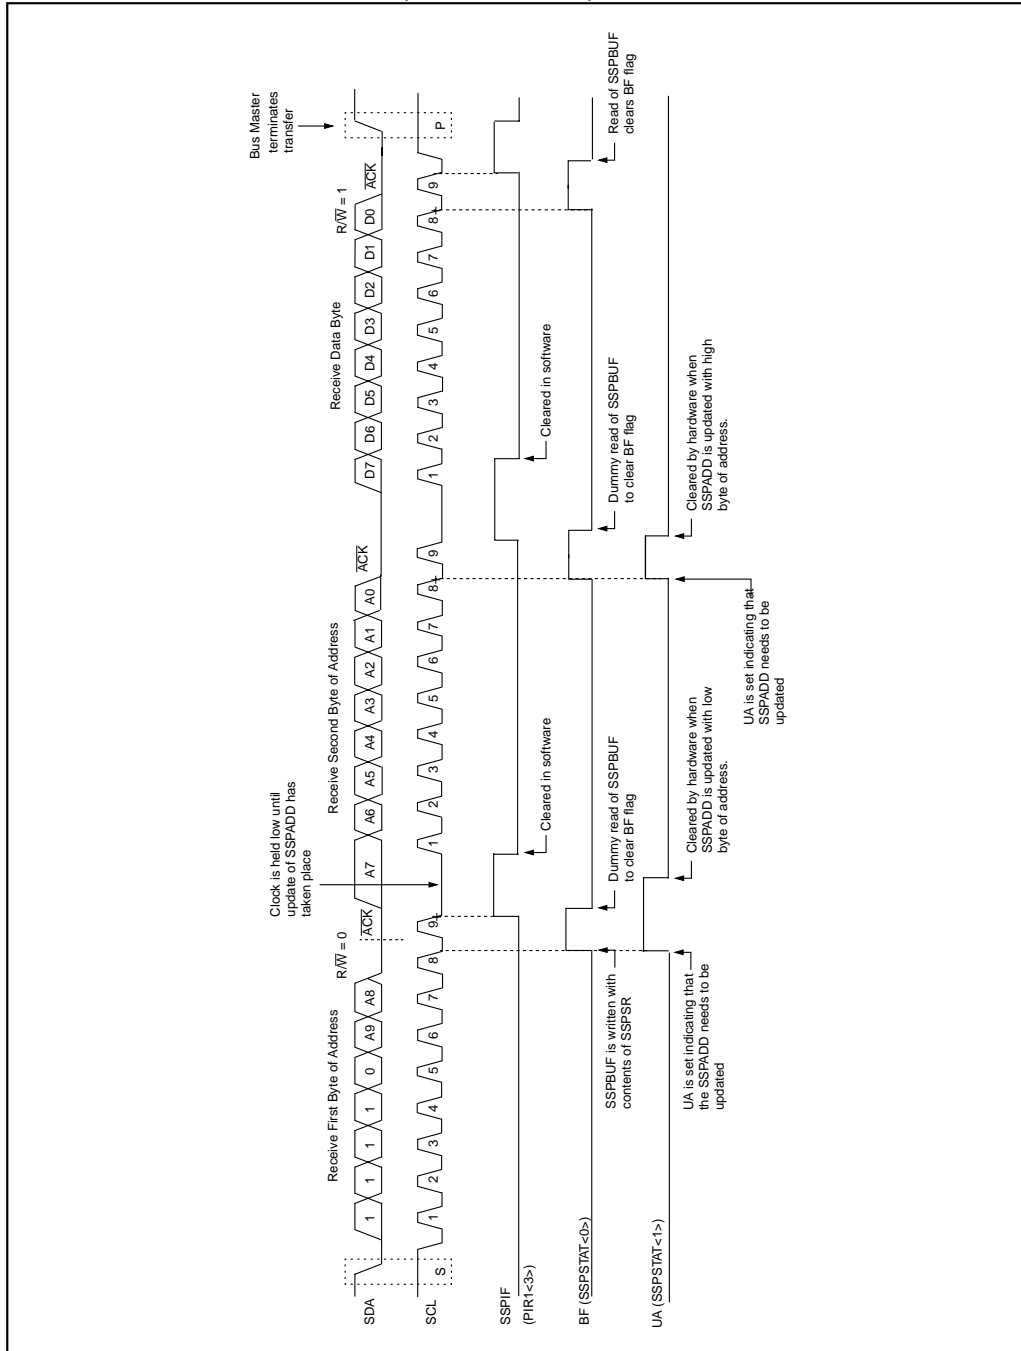 Bus Master
terminates
transfer
Clock is held low until
update of SSPADD has
taken place
Receive First Byte of Address
R/W̅ = 0
Receive Second Byte of Address
Receive Data Byte
R/W̅ = 1
SDA
1 1 1 1 0 A9 A8 A̅C̅K̅ A7 A6 A5 A4 A3 A2 A1 A0 A̅C̅K̅ D7 D6 D5 D4 D3 D2 D1 D0 A̅C̅K̅
SCL
S 1 2 3 4 5 6 7 8 9 1 2 3 4 5 6 7 8 9 1 2 3 4 5 6 7 8 9 P
SSPIF
(PIR1<3>)
Cleared in software
Cleared in software
BF (SSPSTAT<0>)
SSPBUF is written with
contents of SSPSR
Dummy read of SSPBUF
to clear BF flag
Dummy read of SSPBUF
to clear BF flag
Read of SSPBUF
clears BF flag
UA (SSPSTAT<1>)
UA is set indicating that
the SSPADD needs to be
updated
Cleared by hardware when
SSPADD is updated with low
byte of address.
UA is set indicating that
SSPADD needs to be
updated
Cleared by hardware when
SSPADD is updated with high
byte of address.